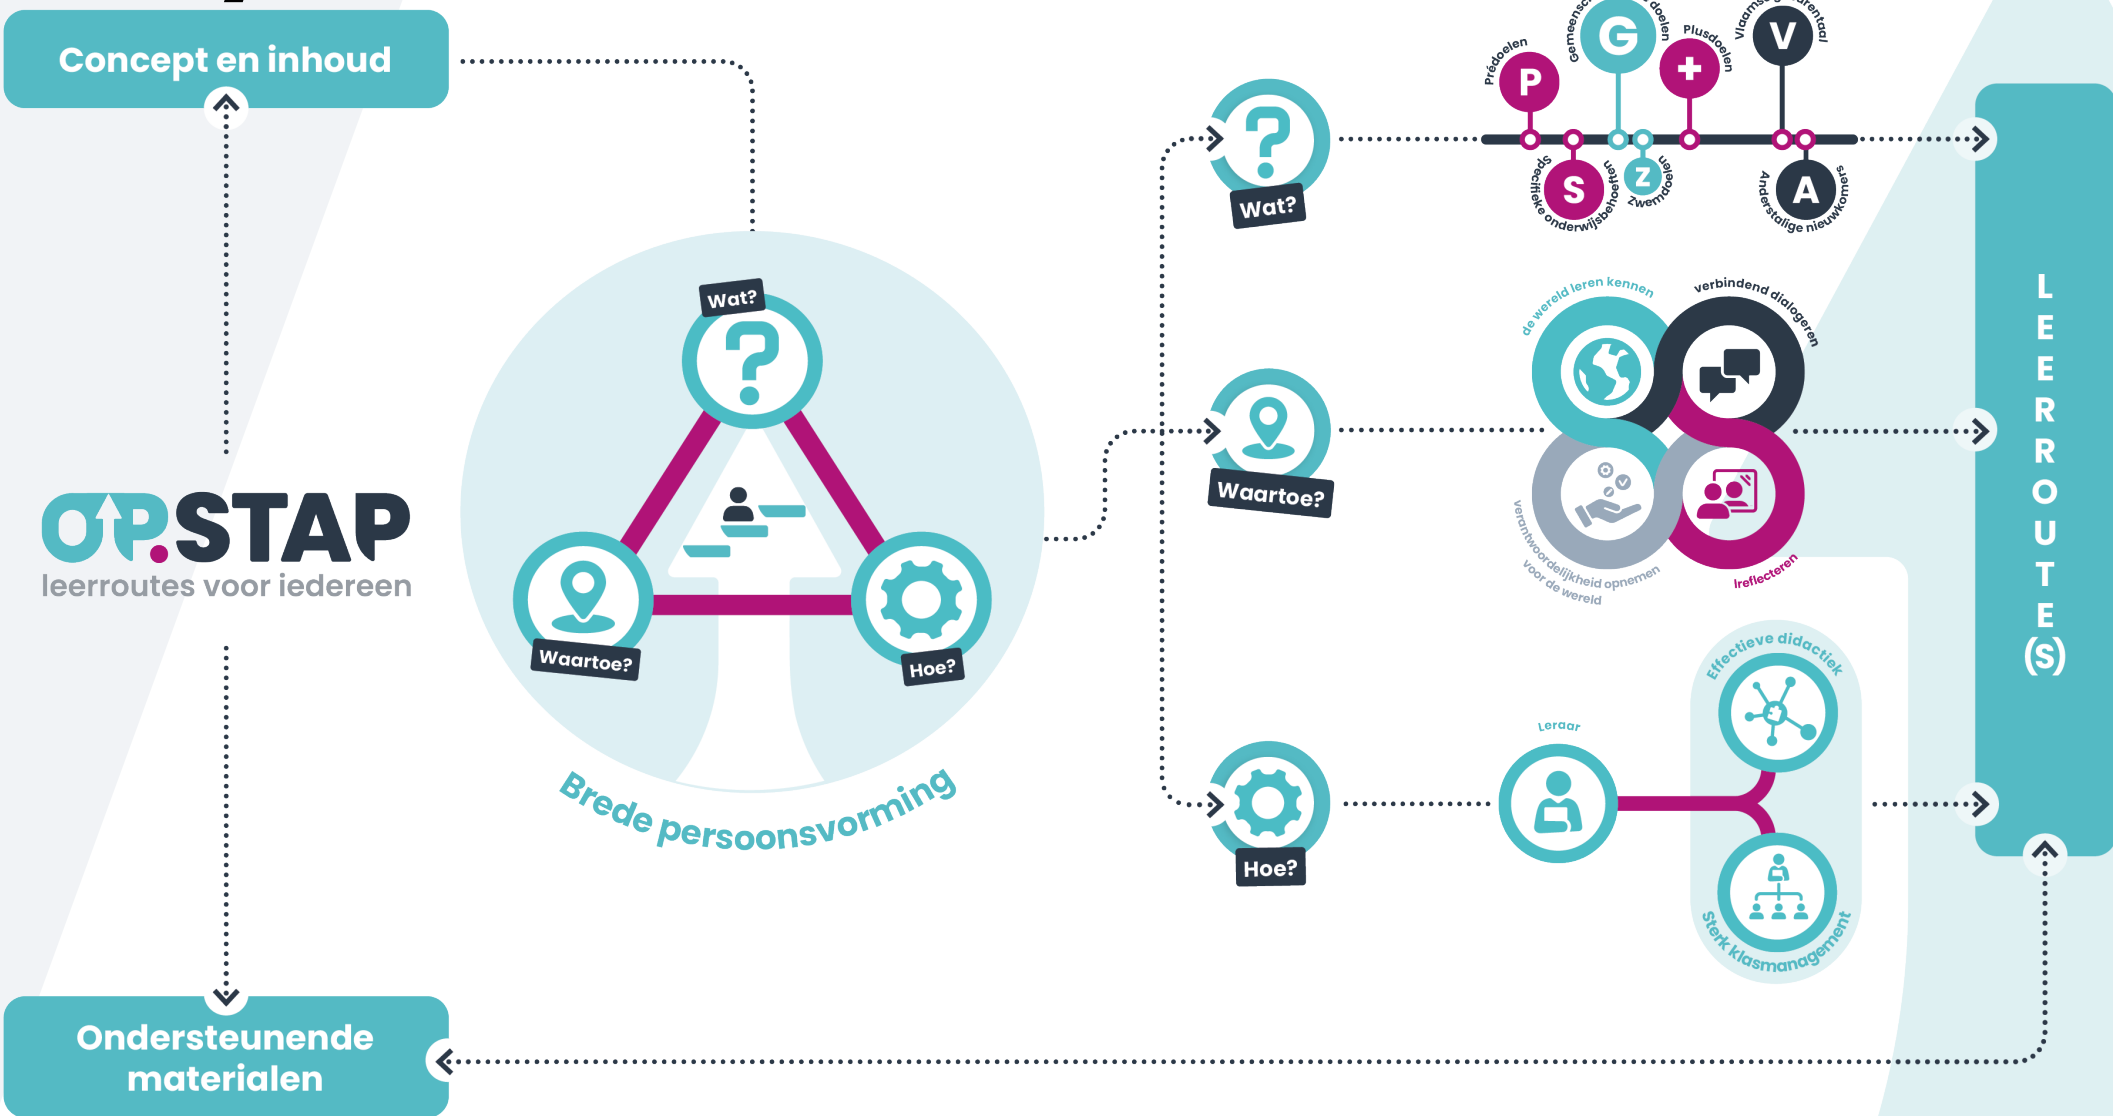 Concept en inhoud
OP.STAP
leerroutes voor iedereen
Ondersteunende
materialen
Wat?
Waartoe?
Hoe?
Brede persoonsvorming
Wat?
Prédoelen
P
G
Plusdoelen
+
V
Specifieke onderwijsbehoeften
S
Zwemdoelen
Z
Anderstalige nieuwkomers
A
Waartoe?
de wereld leren kennen
verbindend dialogeren
verantwoordelijkheid opnemen
voor de wereld
Ireflecteren
Hoe?
Leraar
Effectieve didactiek
Sterk klasmanagement
LEERROUTE(S)